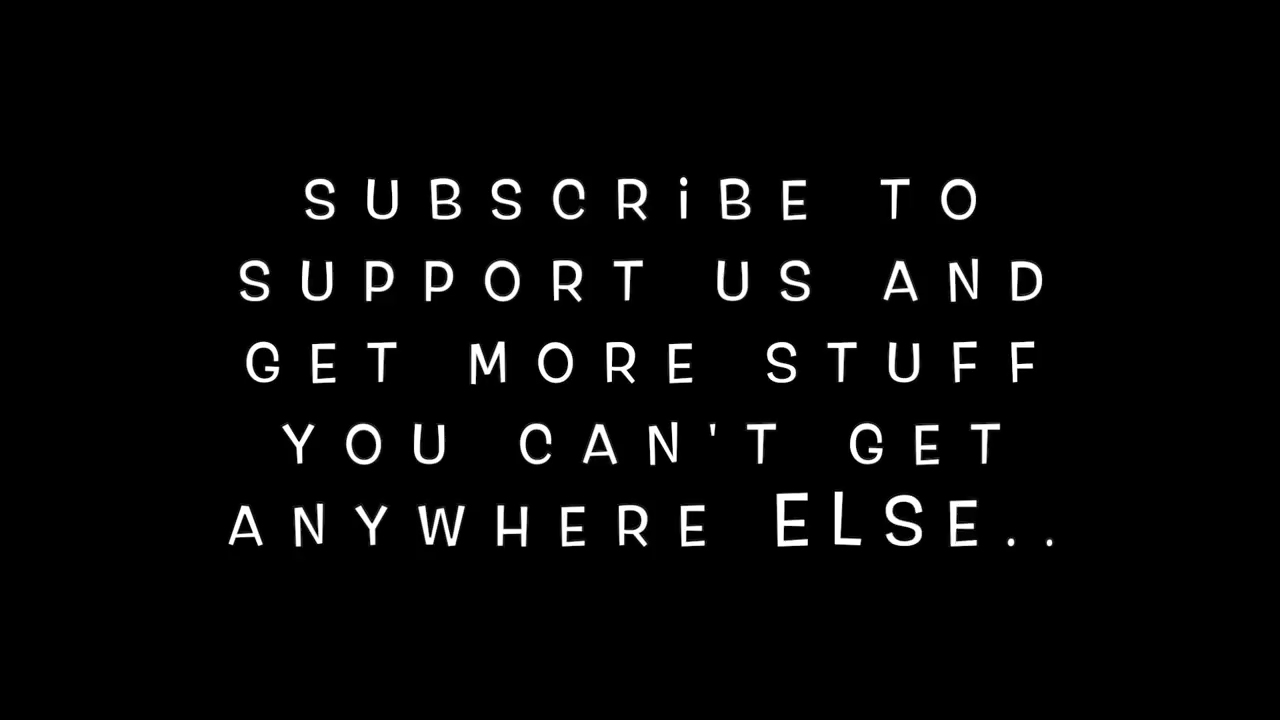 SUBSCRiBE TO
SUPPORT US AND
GET MORE STUFF
YOU CAN'T GET
ANYWHERE ELSE..